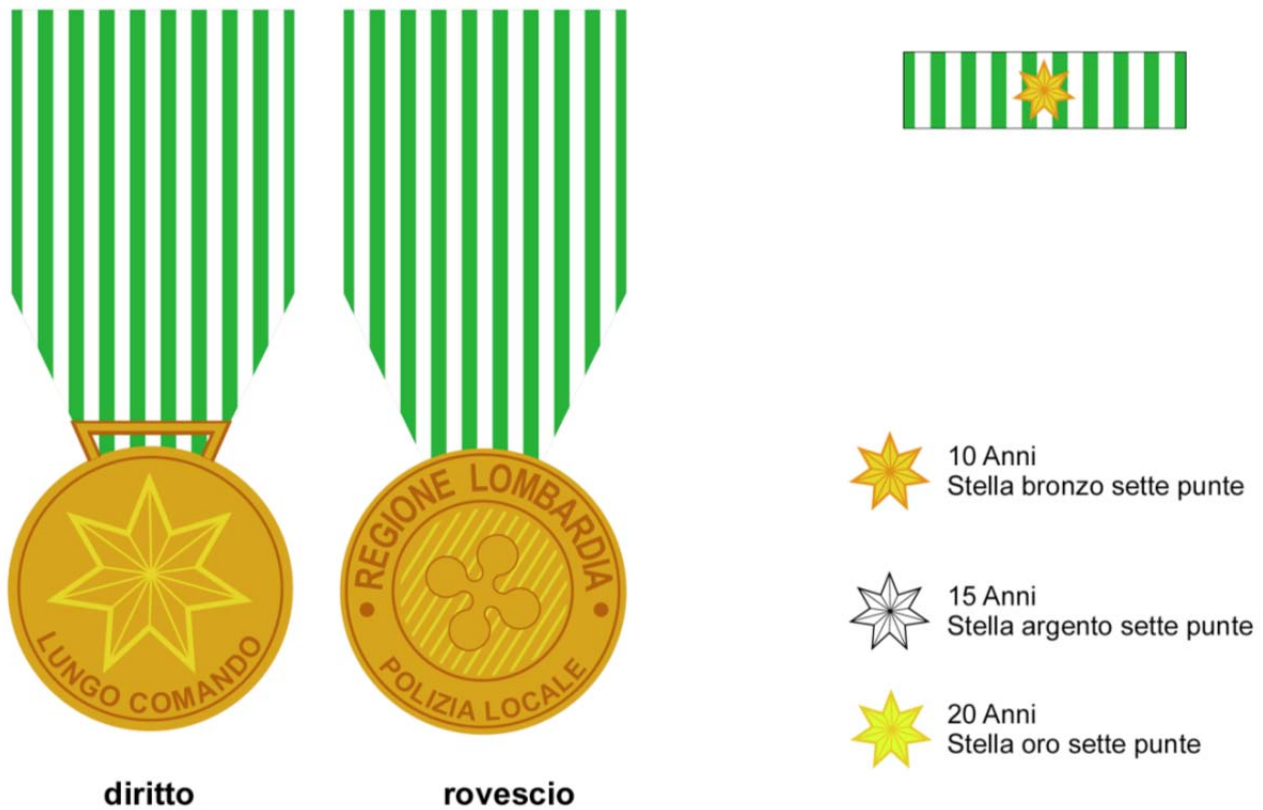 LUNGO COMANDO
REGIONE LOMBARDIA
POLIZIA LOCALE
diritto
rovescio
10 Anni
Stella bronzo sette punte
15 Anni
Stella argento sette punte
20 Anni
Stella oro sette punte